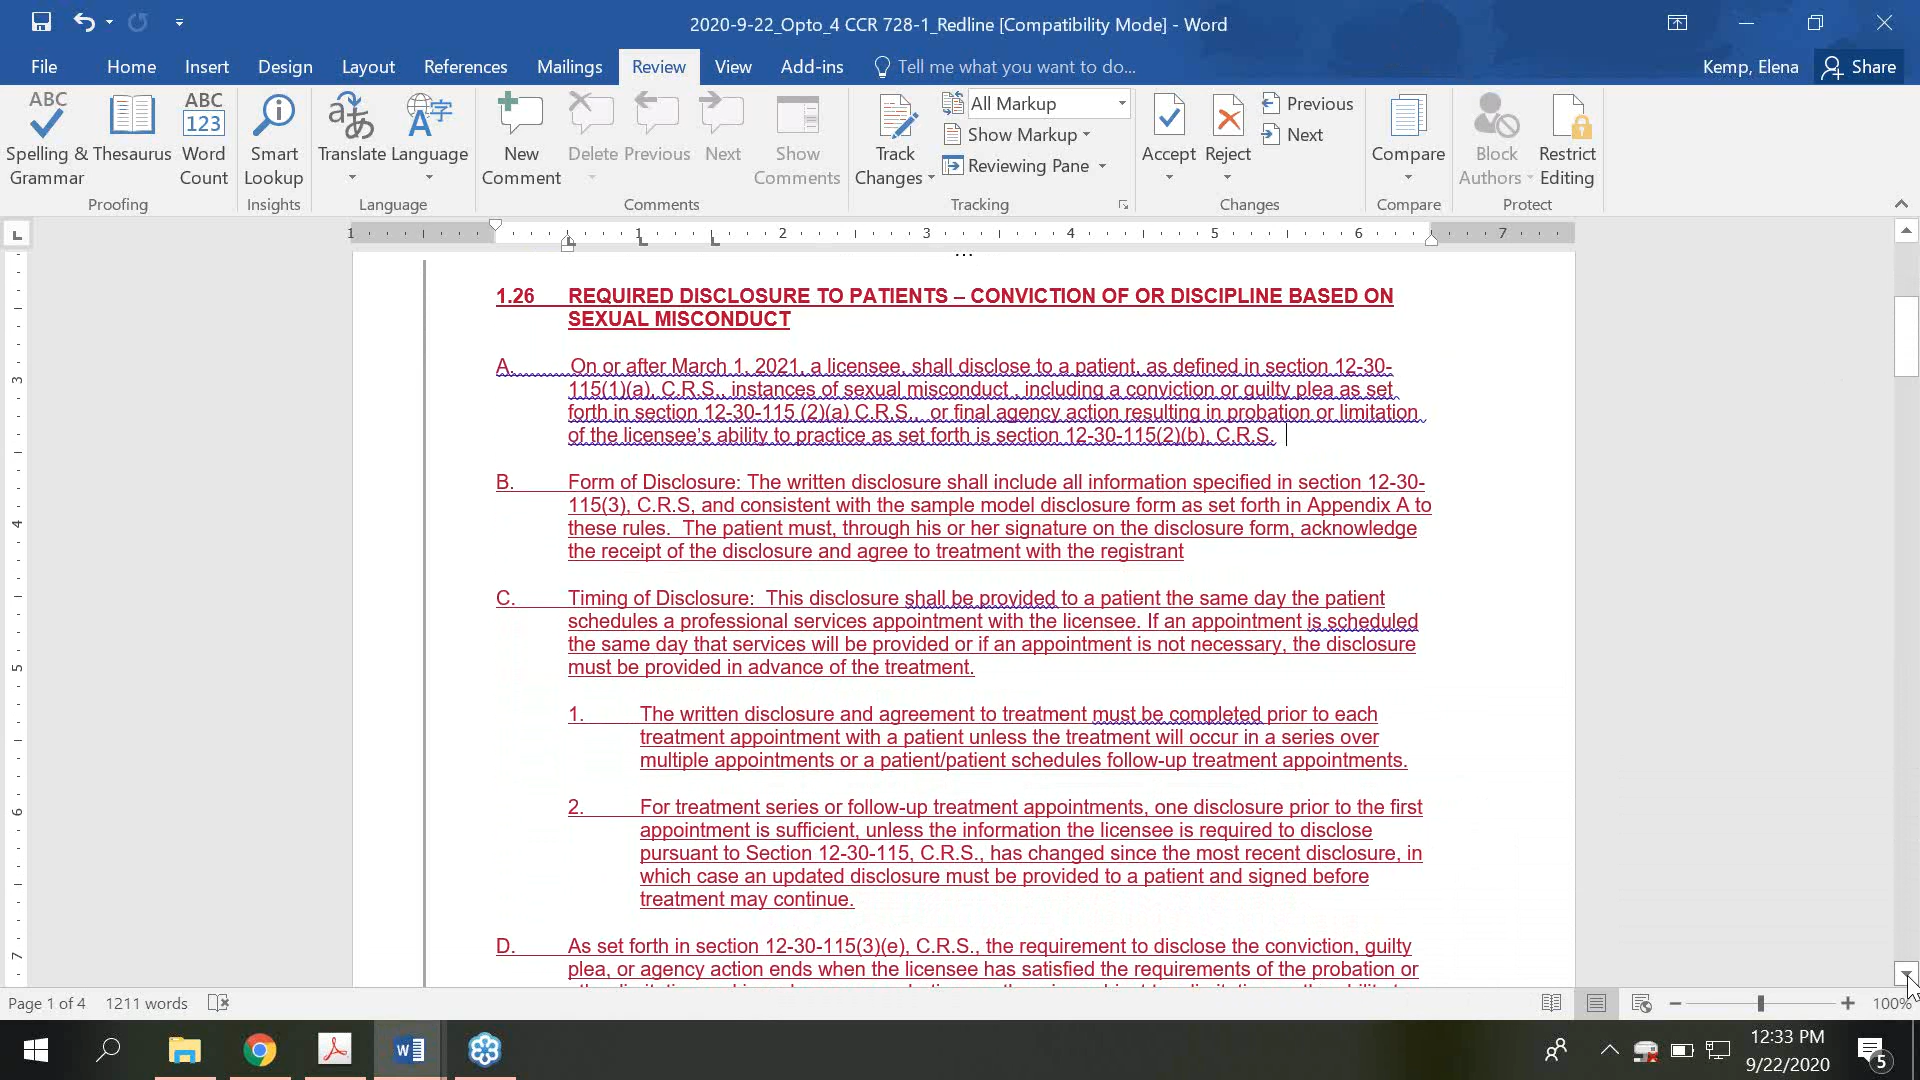 2020-9-22_Opto_4 CCR 728-1_Redline [Compatibility Mode] - Word
File Home Insert Design Layout References Mailings Review View Add-ins Tell me what you want to do... Kemp, Elena Share
ABC Spelling & Grammar
Thesaurus
ABC 123 Word Count
Proofing
Smart Lookup
Insights
Translate
Language
Language
New Comment
Delete
Previous
Next
Show Comments
Comments
Track Changes
All Markup
Show Markup
Reviewing Pane
Tracking
Accept
Reject
Previous
Next
Changes
Compare
Compare
Block Authors
Restrict Editing
Protect
1 1 2 3 4 5 6 7
...
1.26 REQUIRED DISCLOSURE TO PATIENTS – CONVICTION OF OR DISCIPLINE BASED ON
SEXUAL MISCONDUCT
A. On or after March 1, 2021, a licensee, shall disclose to a patient, as defined in section 12-30-
115(1)(a), C.R.S., instances of sexual misconduct , including a conviction or guilty plea as set
forth in section 12-30-115 (2)(a) C.R.S., or final agency action resulting in probation or limitation
of the licensee's ability to practice as set forth is section 12-30-115(2)(b), C.R.S.
B. Form of Disclosure: The written disclosure shall include all information specified in section 12-30-
115(3), C.R.S, and consistent with the sample model disclosure form as set forth in Appendix A to
these rules. The patient must, through his or her signature on the disclosure form, acknowledge
the receipt of the disclosure and agree to treatment with the registrant
C. Timing of Disclosure: This disclosure shall be provided to a patient the same day the patient
schedules a professional services appointment with the licensee. If an appointment is scheduled
the same day that services will be provided or if an appointment is not necessary, the disclosure
must be provided in advance of the treatment.
1. The written disclosure and agreement to treatment must be completed prior to each
treatment appointment with a patient unless the treatment will occur in a series over
multiple appointments or a patient/patient schedules follow-up treatment appointments.
2. For treatment series or follow-up treatment appointments, one disclosure prior to the first
appointment is sufficient, unless the information the licensee is required to disclose
pursuant to Section 12-30-115, C.R.S., has changed since the most recent disclosure, in
which case an updated disclosure must be provided to a patient and signed before
treatment may continue.
D. As set forth in section 12-30-115(3)(e), C.R.S., the requirement to disclose the conviction, guilty
plea, or agency action ends when the licensee has satisfied the requirements of the probation or
3
4
5
6
7
Page 1 of 4 1211 words 100%
12:33 PM
9/22/2020
5